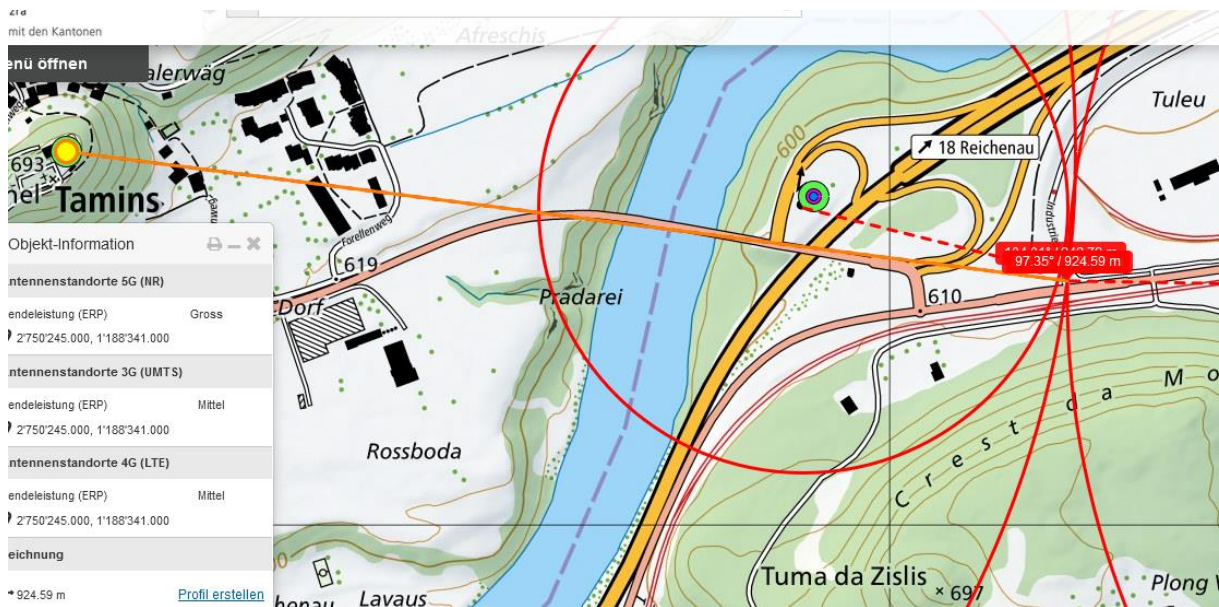 mit den Kantonen
enü öffnen
alerwäg
Afreschis
Tuleu
600
18 Reichenau
693
nel
Tamins
Forellenweg
619
Industrie
97.35° / 924.59 m
Objekt-Information
ntennenstandorte 5G (NR)
endeleistung (ERP) Gross
2'750'245.000, 1'188'341.000
ntennenstandorte 3G (UMTS)
endeleistung (ERP) Mittel
2'750'245.000, 1'188'341.000
ntennenstandorte 4G (LTE)
endeleistung (ERP) Mittel
2'750'245.000, 1'188'341.000
eichnung
924.59 m Profil erstellen
Dorf
Pradarei
610
Rossboda
Crest da Mo
Tuma da Zislis
697
Plong V
henau
Lavaus